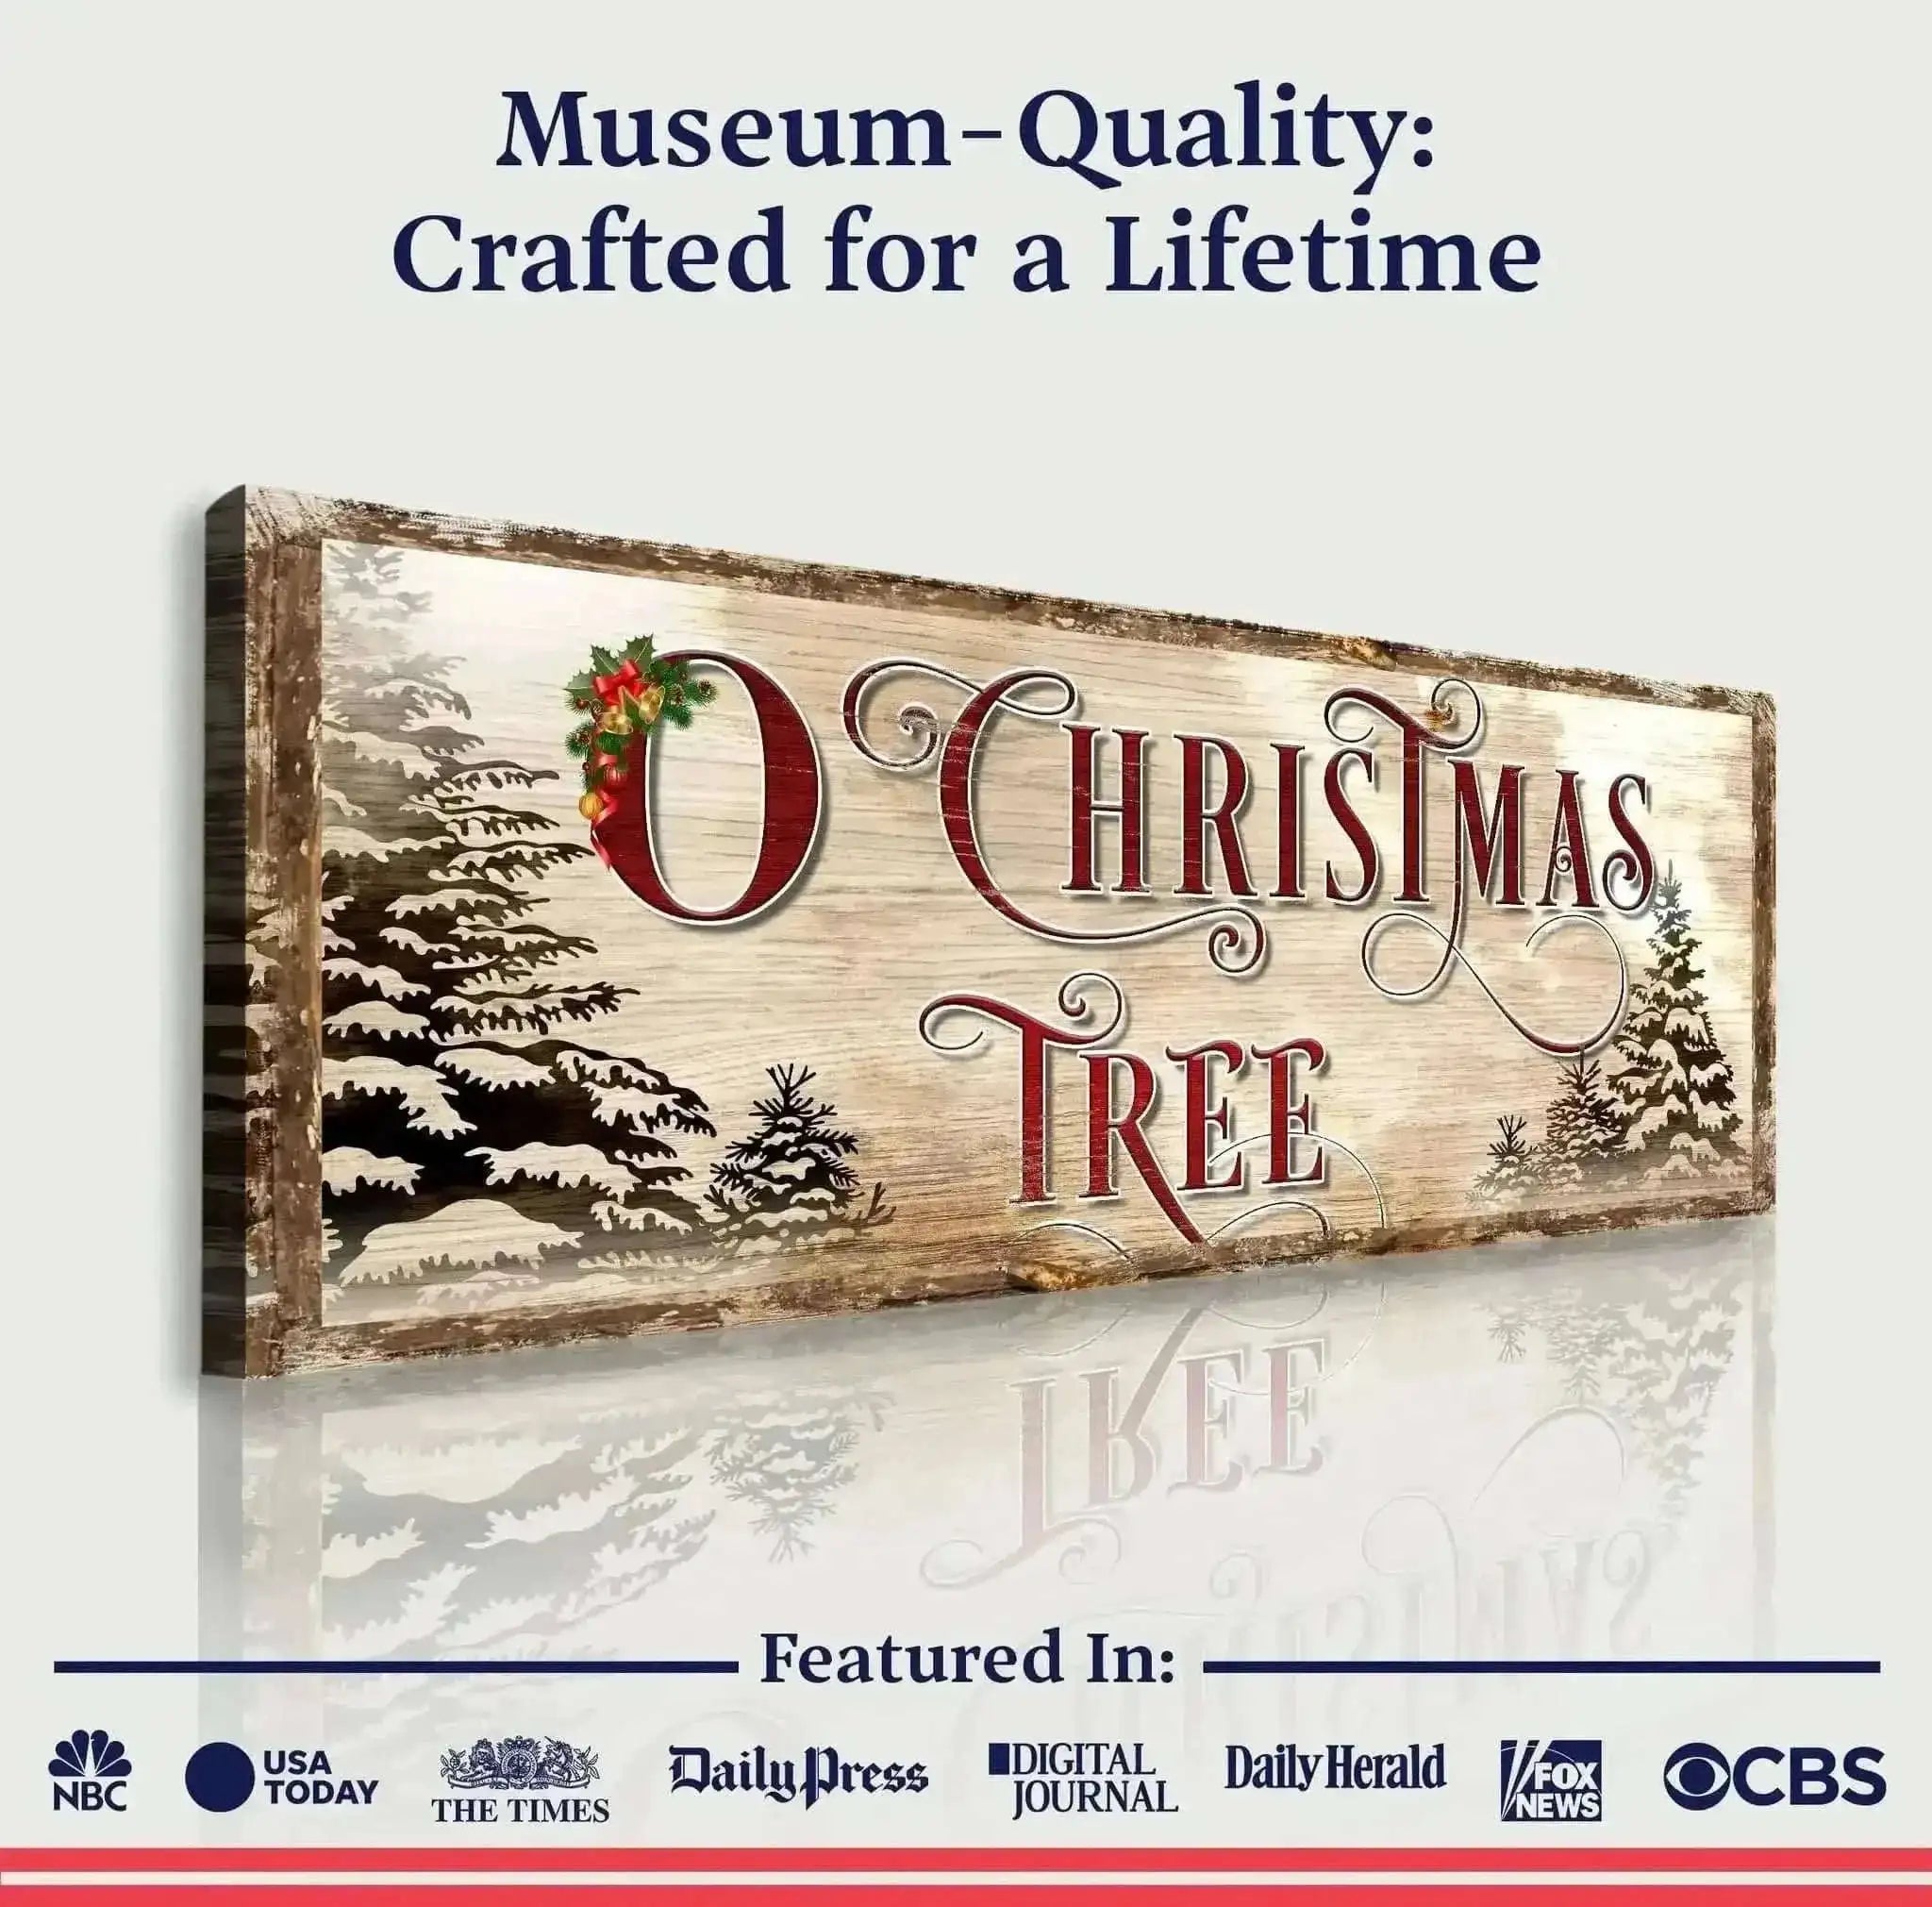 Museum-Quality:
Crafted for a Lifetime
O CHRISTMAS
TREE
Featured In:
NBC
USA
TODAY
THE TIMES
Daily Press
DIGITAL
JOURNAL
Daily Herald
FOX
NEWS
CBS